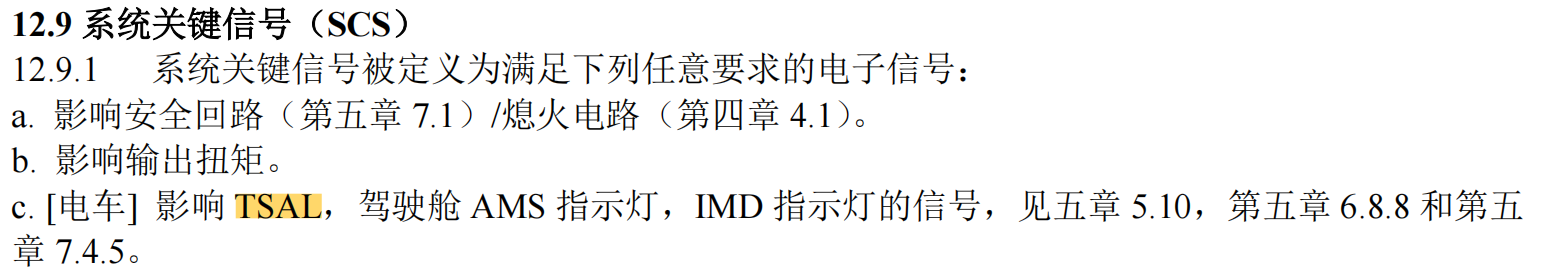 12.9 系统关键信号（SCS）
12.9.1 系统关键信号被定义为满足下列任意要求的电子信号：
a. 影响安全回路（第五章 7.1）/熄火电路（第四章 4.1）。
b. 影响输出扭矩。
c. [电车] 影响 TSAL，驾驶舱 AMS 指示灯，IMD 指示灯的信号，见五章 5.10，第五章 6.8.8 和第五
章 7.4.5。